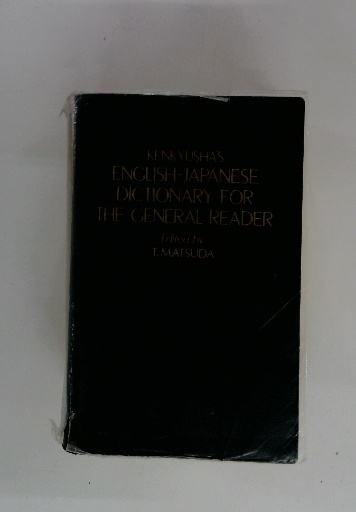 KENKYUSHA'S
ENGLISH-JAPANESE
DICTIONARY FOR
THE GENERAL READER
Edited by
T. MATSUDA